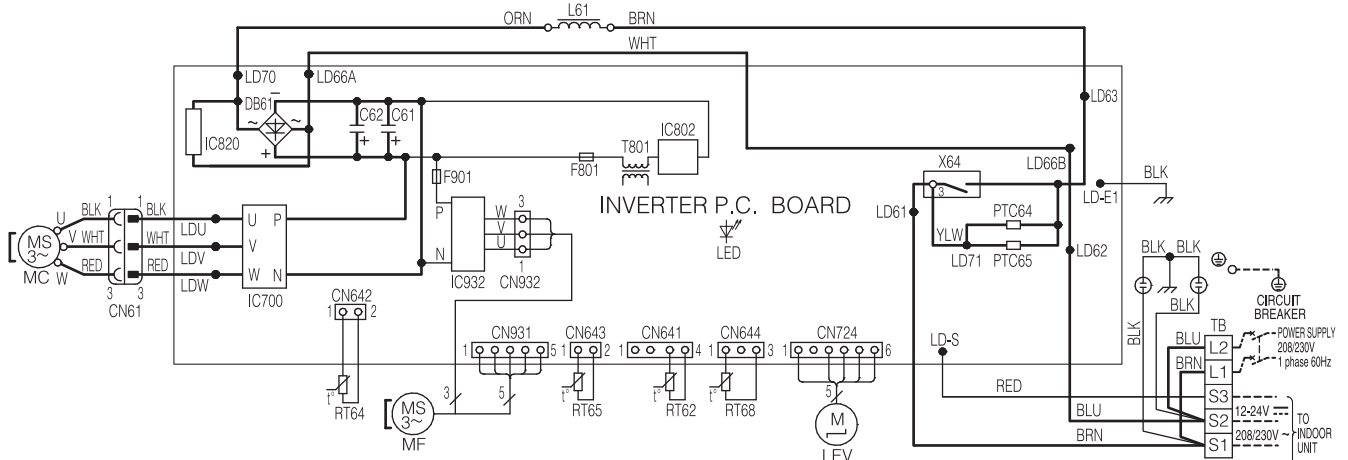 ORN L61 BRN
WHT
LD70 LD66A
DB61 −
~ ~
+
IC820
C62 C61
+ +
IC802
T801
F801
F901
LD63
X64
3
LD66B
LD61
YLW
PTC64
PTC65
LD71
LD62
LD-E1
BLK
INVERTER P.C. BOARD
LED
MS
3~
MC
U BLK
V WHT
W RED
1 1
3 3
CN61
BLK LDU
WHT LDV
RED LDW
U P
V
W N
IC700
P
N
IC932
W
V
U
3
1
CN932
CN642
1 2
t°
RT64
MS
3~
MF
3
5
CN931
1 5
CN643
1 2
t°
RT65
CN641
1 4
t°
RT62
CN644
1 3
t°
RT68
CN724
1 6
5
M
LEV
LD-S
RED
BLU
BRN
BLK BLK
BLK
BLK
BLU
BRN
TB
L2
L1
S3
S2
S1
CIRCUIT
BREAKER
POWER SUPPLY
208/230V
1 phase 60Hz
12-24V
208/230V ~
TO
INDOOR
UNIT